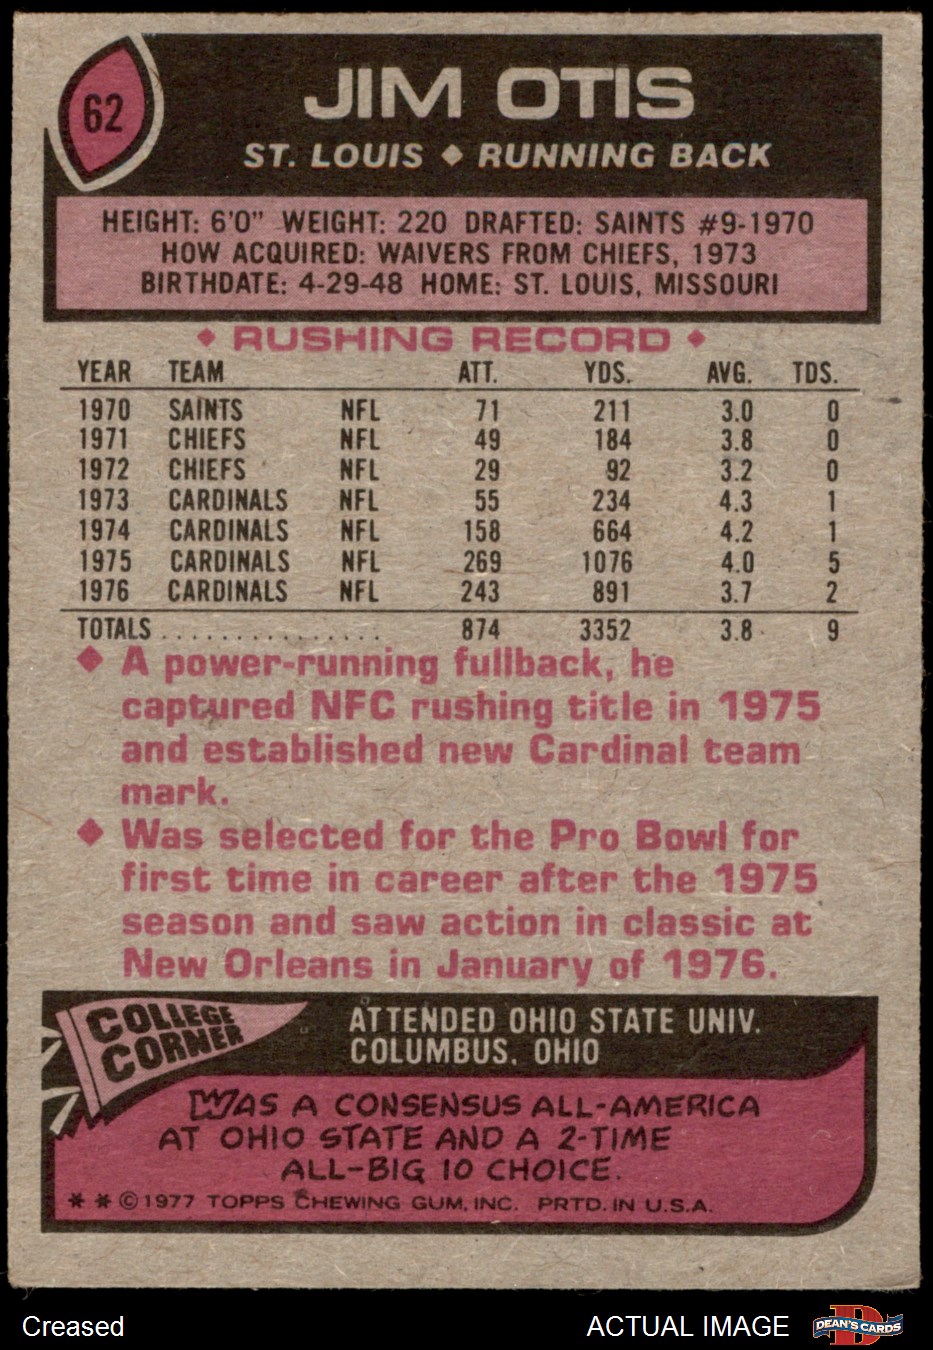 62
JIM OTIS
ST. LOUIS ◆ RUNNING BACK
HEIGHT: 6'0" WEIGHT: 220 DRAFTED: SAINTS #9-1970
HOW ACQUIRED: WAIVERS FROM CHIEFS, 1973
BIRTHDATE: 4-29-48 HOME: ST. LOUIS, MISSOURI
◆ RUSHING RECORD ◆
YEAR TEAM ATT. YDS. AVG. TDS.
1970 SAINTS NFL 71 211 3.0 0
1971 CHIEFS NFL 49 184 3.8 0
1972 CHIEFS NFL 29 92 3.2 0
1973 CARDINALS NFL 55 234 4.3 1
1974 CARDINALS NFL 158 664 4.2 1
1975 CARDINALS NFL 269 1076 4.0 5
1976 CARDINALS NFL 243 891 3.7 2
TOTALS ............... 874 3352 3.8 9
◆ A power-running fullback, he
captured NFC rushing title in 1975
and established new Cardinal team
mark.
◆ Was selected for the Pro Bowl for
first time in career after the 1975
season and saw action in classic at
New Orleans in January of 1976.
COLLEGE
CORNER
ATTENDED OHIO STATE UNIV.
COLUMBUS, OHIO
WAS A CONSENSUS ALL-AMERICA
AT OHIO STATE AND A 2-TIME
ALL-BIG 10 CHOICE.
* * © 1977 TOPPS CHEWING GUM, INC. PRTD. IN U.S.A.
Creased
ACTUAL IMAGE
D
DEAN'S CARDS